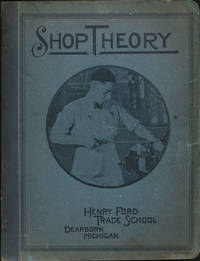 SHOP THEORY
HENRY FORD
TRADE SCHOOL
DEARBORN
MICHIGAN